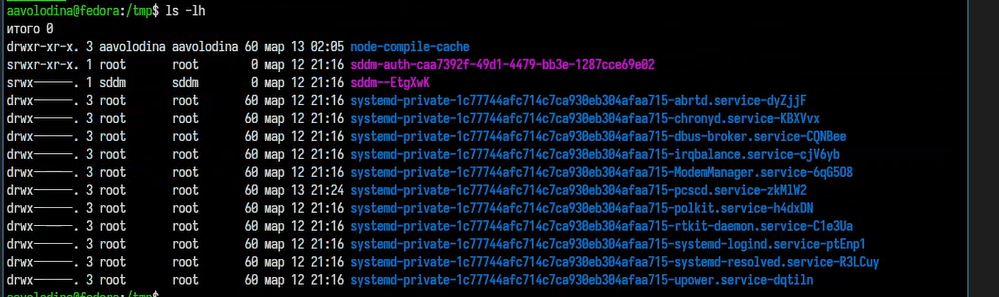 aavolodina@fedora:/tmp$ ls -lh
итого 0
drwxr-xr-x. 3 aavolodina aavolodina 60 мар 13 02:05 node-compile-cache
srwxr-xr-x. 1 root       root        0 мар 12 21:16 sddm-auth-caa7392f-49d1-4479-bb3e-1287cce69e02
srwx------. 1 sddm       sddm        0 мар 12 21:16 sddm--EtgXwK
drwx------. 3 root       root       60 мар 12 21:16 systemd-private-1c77744afc714c7ca930eb304afaa715-abrtd.service-dyZjjF
drwx------. 3 root       root       60 мар 12 21:16 systemd-private-1c77744afc714c7ca930eb304afaa715-chronyd.service-KBXVvx
drwx------. 3 root       root       60 мар 12 21:16 systemd-private-1c77744afc714c7ca930eb304afaa715-dbus-broker.service-CQNBee
drwx------. 3 root       root       60 мар 12 21:16 systemd-private-1c77744afc714c7ca930eb304afaa715-irqbalance.service-cjV6yb
drwx------. 3 root       root       60 мар 12 21:16 systemd-private-1c77744afc714c7ca930eb304afaa715-ModemManager.service-6qG5O8
drwx------. 3 root       root       60 мар 13 21:24 systemd-private-1c77744afc714c7ca930eb304afaa715-pcscd.service-zkMlW2
drwx------. 3 root       root       60 мар 12 21:16 systemd-private-1c77744afc714c7ca930eb304afaa715-polkit.service-h4dxDN
drwx------. 3 root       root       60 мар 12 21:16 systemd-private-1c77744afc714c7ca930eb304afaa715-rtkit-daemon.service-C1e3Ua
drwx------. 3 root       root       60 мар 12 21:16 systemd-private-1c77744afc714c7ca930eb304afaa715-systemd-logind.service-ptEnp1
drwx------. 3 root       root       60 мар 12 21:16 systemd-private-1c77744afc714c7ca930eb304afaa715-systemd-resolved.service-R3LCuy
drwx------. 3 root       root       60 мар 12 21:16 systemd-private-1c77744afc714c7ca930eb304afaa715-upower.service-dqtiln
aavolodina@fedora:/tmp$